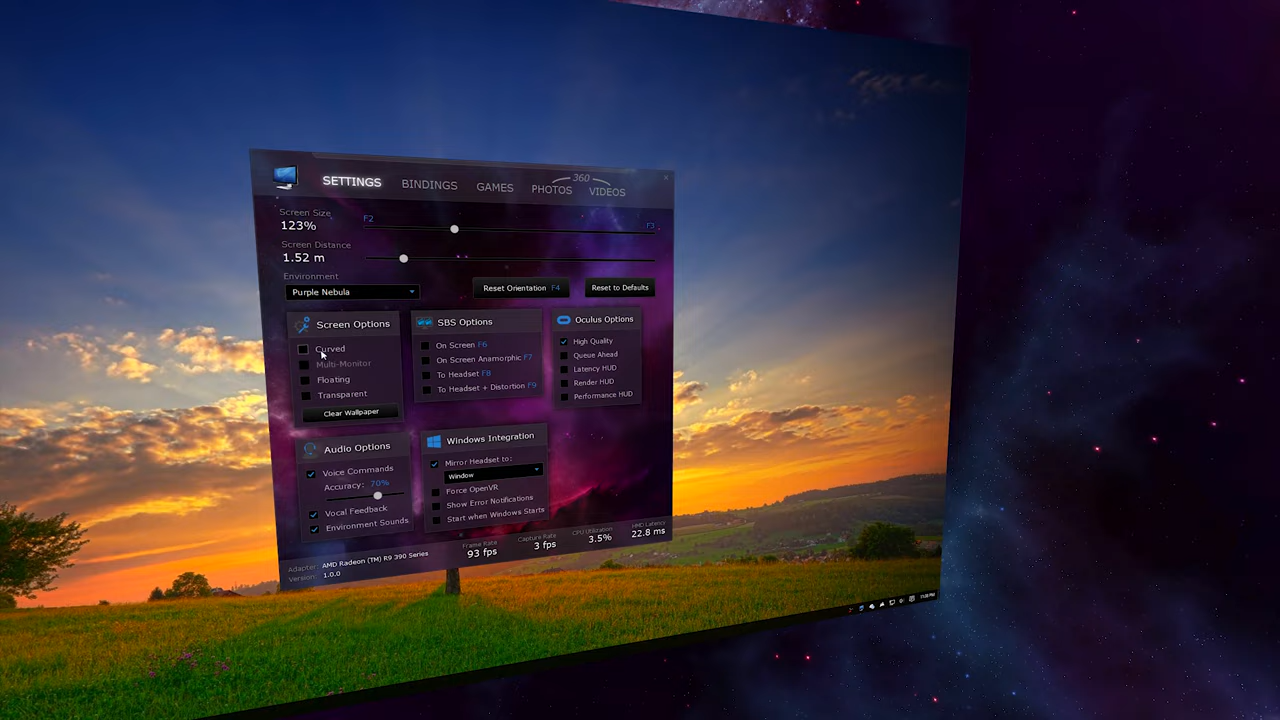 SETTINGS BINDINGS GAMES 360 PHOTOS VIDEOS
Screen Size
123%
F2
F3
Screen Distance
1.52 m
Environment
Purple Nebula
Reset Orientation F4
Reset to Defaults
Screen Options
Curved
Multi-Monitor
Floating
Transparent
Clear Wallpaper
SBS Options
On Screen F6
On Screen Anamorphic F7
To Headset F8
To Headset + Distortion F9
Oculus Options
High Quality
Queue Ahead
Latency HUD
Render HUD
Performance HUD
Audio Options
Voice Commands
Accuracy: 70%
Vocal Feedback
Environment Sounds
Windows Integration
Mirror Headset to:
Window
Force OpenVR
Show Error Notifications
Start when Windows Starts
Adapter: AMD Radeon (TM) R9 390 Series
Version: 1.0.0
Frame Rate
93 fps
Capture Rate
3 fps
CPU Utilization
3.5%
HMD Latency
22.8 ms